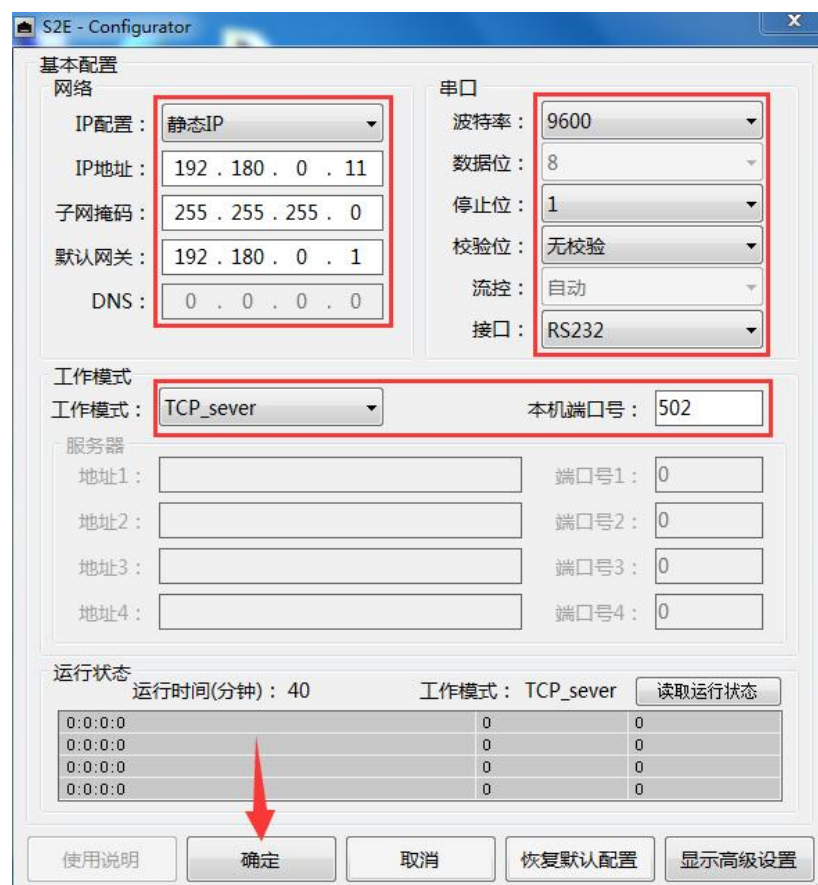 S2E - Configurator
基本配置
网络
IP配置： 静态IP
IP地址： 192 . 180 . 0 . 11
子网掩码： 255 . 255 . 255 . 0
默认网关： 192 . 180 . 0 . 1
DNS： 0 . 0 . 0 . 0
串口
波特率： 9600
数据位： 8
停止位： 1
校验位： 无校验
流控： 自动
接口： RS232
工作模式
工作模式： TCP_sever 本机端口号： 502
服务器
地址1： 端口号1： 0
地址2： 端口号2： 0
地址3： 端口号3： 0
地址4： 端口号4： 0
运行状态
运行时间(分钟)： 40 工作模式： TCP_sever 读取运行状态
0:0:0:0 0 0
0:0:0:0 0 0
0:0:0:0 0 0
0:0:0:0 0 0
使用说明 确定 取消 恢复默认配置 显示高级设置